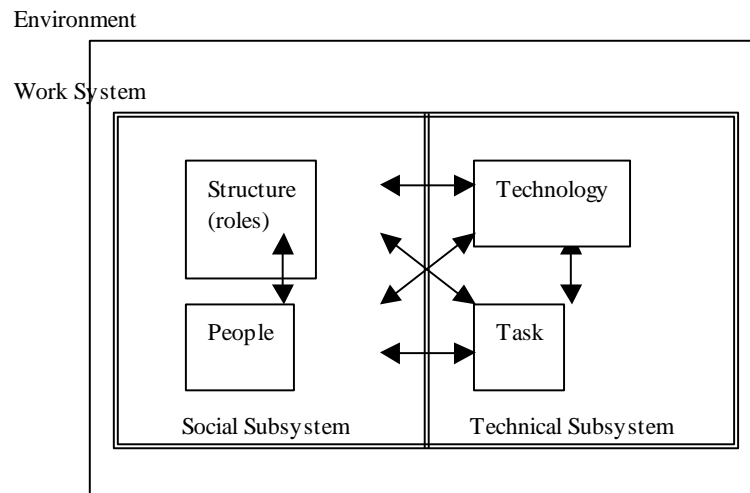 Environment
Work System
Structure
(roles)
Technology
People
Task
Social Subsystem
Technical Subsystem